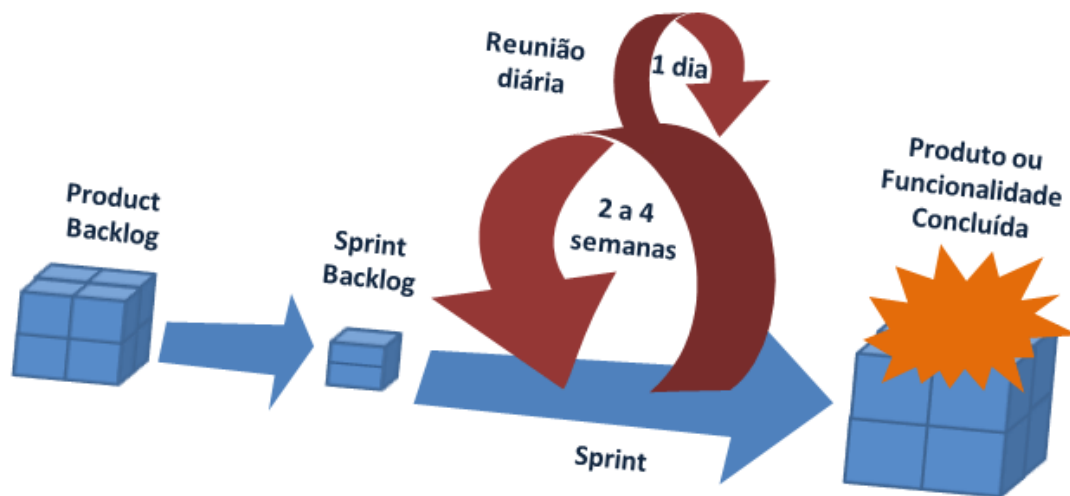 Product
Backlog
Sprint
Backlog
Reunião
diária
1 dia
2 a 4
semanas
Sprint
Produto ou
Funcionalidade
Concluída